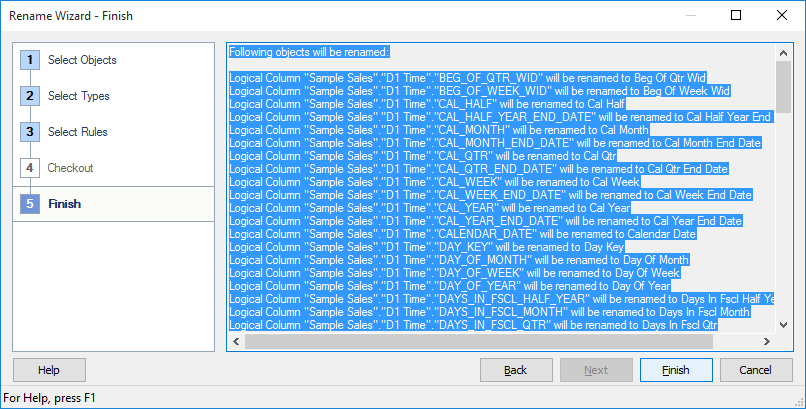 Rename Wizard - Finish
1 Select Objects
2 Select Types
3 Select Rules
4 Checkout
5 Finish
Following objects will be renamed:
Logical Column "Sample Sales"."D1 Time"."BEG_OF_QTR_WID" will be renamed to Beg Of Qtr Wid
Logical Column "Sample Sales"."D1 Time"."BEG_OF_WEEK_WID" will be renamed to Beg Of Week Wid
Logical Column "Sample Sales"."D1 Time"."CAL_HALF" will be renamed to Cal Half
Logical Column "Sample Sales"."D1 Time"."CAL_HALF_YEAR_END_DATE" will be renamed to Cal Half Year End
Logical Column "Sample Sales"."D1 Time"."CAL_MONTH" will be renamed to Cal Month
Logical Column "Sample Sales"."D1 Time"."CAL_MONTH_END_DATE" will be renamed to Cal Month End Date
Logical Column "Sample Sales"."D1 Time"."CAL_QTR" will be renamed to Cal Qtr
Logical Column "Sample Sales"."D1 Time"."CAL_QTR_END_DATE" will be renamed to Cal Qtr End Date
Logical Column "Sample Sales"."D1 Time"."CAL_WEEK" will be renamed to Cal Week
Logical Column "Sample Sales"."D1 Time"."CAL_WEEK_END_DATE" will be renamed to Cal Week End Date
Logical Column "Sample Sales"."D1 Time"."CAL_YEAR" will be renamed to Cal Year
Logical Column "Sample Sales"."D1 Time"."CAL_YEAR_END_DATE" will be renamed to Cal Year End Date
Logical Column "Sample Sales"."D1 Time"."CALENDAR_DATE" will be renamed to Calendar Date
Logical Column "Sample Sales"."D1 Time"."DAY_KEY" will be renamed to Day Key
Logical Column "Sample Sales"."D1 Time"."DAY_OF_MONTH" will be renamed to Day Of Month
Logical Column "Sample Sales"."D1 Time"."DAY_OF_WEEK" will be renamed to Day Of Week
Logical Column "Sample Sales"."D1 Time"."DAY_OF_YEAR" will be renamed to Day Of Year
Logical Column "Sample Sales"."D1 Time"."DAYS_IN_FSCL_HALF_YEAR" will be renamed to Days In Fscl Half Ye
Logical Column "Sample Sales"."D1 Time"."DAYS_IN_FSCL_MONTH" will be renamed to Days In Fscl Month
Logical Column "Sample Sales"."D1 Time"."DAYS_IN_FSCL_QTR" will be renamed to Days In Fscl Qtr
Help Back Next Finish Cancel
For Help, press F1